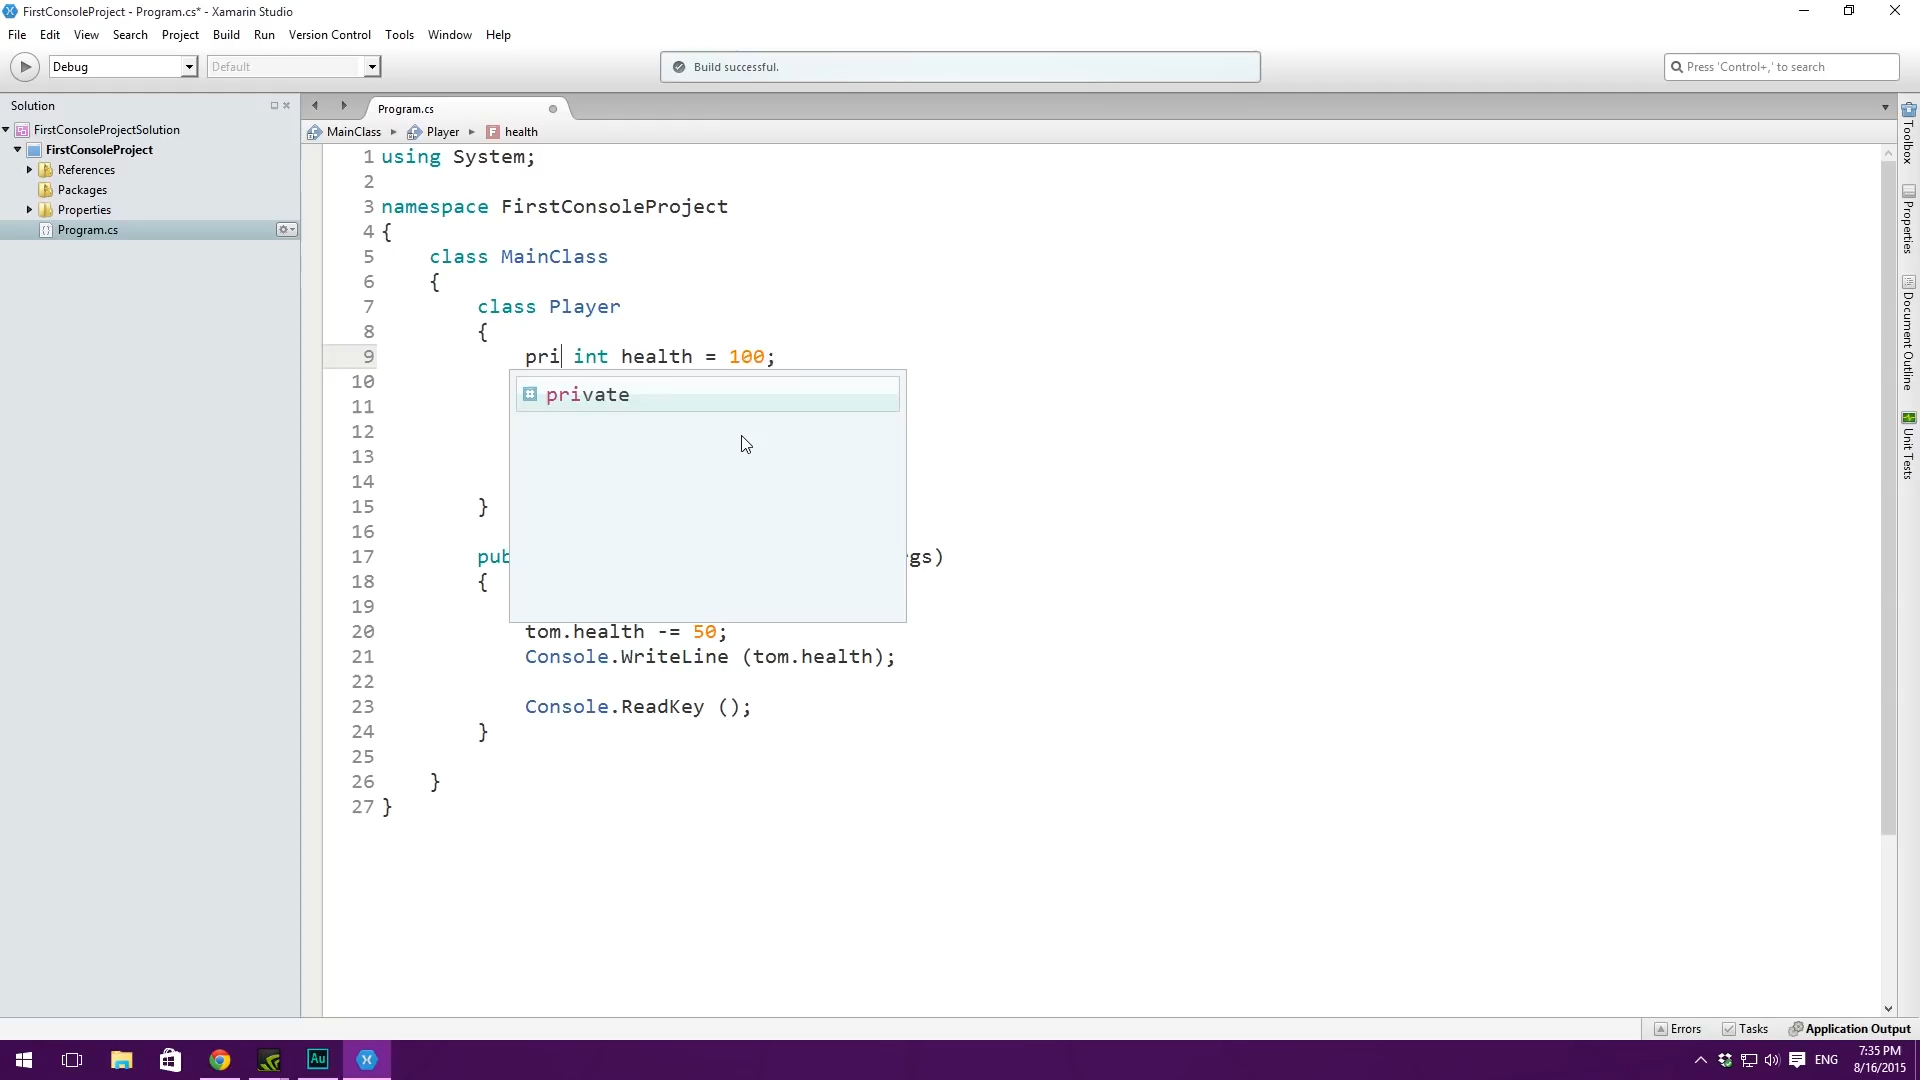 FirstConsoleProject - Program.cs* - Xamarin Studio
File Edit View Search Project Build Run Version Control Tools Window Help
Debug Default Build successful. Press 'Control+,' to search
Solution
FirstConsoleProjectSolution
FirstConsoleProject
References
Packages
Properties
Program.cs
Program.cs
MainClass Player F health
1 using System;
2
3 namespace FirstConsoleProject
4 {
5 class MainClass
6 {
7 class Player
8 {
9 pri int health = 100;
private
10
11
12
13
14
15 }
16
17 pub gs)
18 {
19
20 tom.health -= 50;
21 Console.WriteLine (tom.health);
22
23 Console.ReadKey ();
24 }
25
26 }
27 }
Toolbox
Properties
Document Outline
Unit Tests
Errors Tasks Application Output
Au
ENG
7:35 PM
8/16/2015